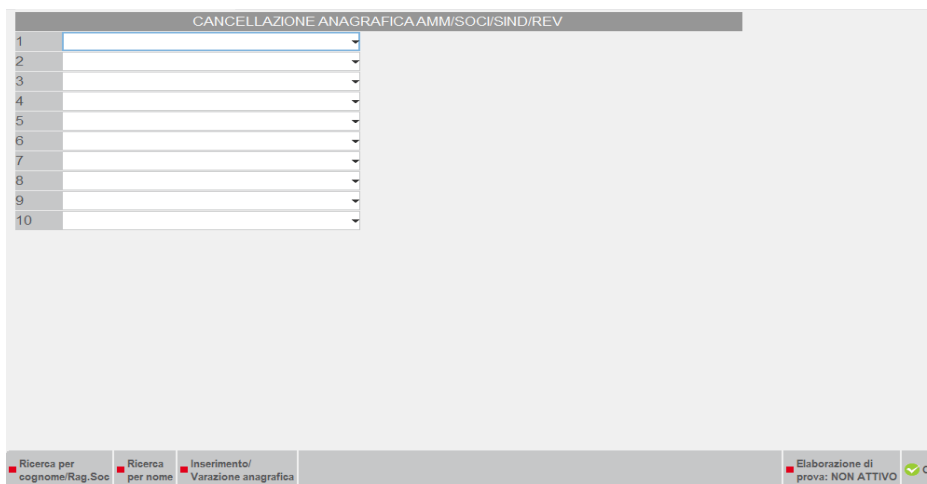 CANCELLAZIONE ANAGRAFICA AMM/SOCI/SIND/REV
1
2
3
4
5
6
7
8
9
10
Ricerca per
cognome/Rag.Soc
Ricerca
per nome
Inserimento/
Varazione anagrafica
Elaborazione di
prova: NON ATTIVO